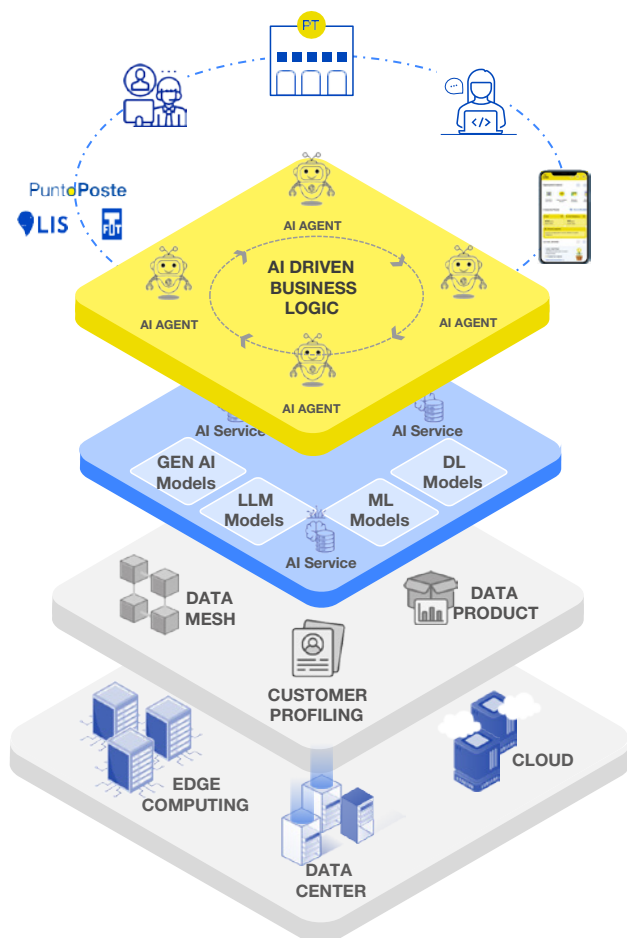 PT
PuntoPoste
LIS
FIT
AI AGENT
AI DRIVEN
BUSINESS
LOGIC
AI AGENT
AI AGENT
AI AGENT
AI Service
AI Service
GEN AI
Models
DL
Models
LLM
Models
ML
Models
AI Service
DATA
MESH
DATA
PRODUCT
CUSTOMER
PROFILING
EDGE
COMPUTING
CLOUD
DATA
CENTER